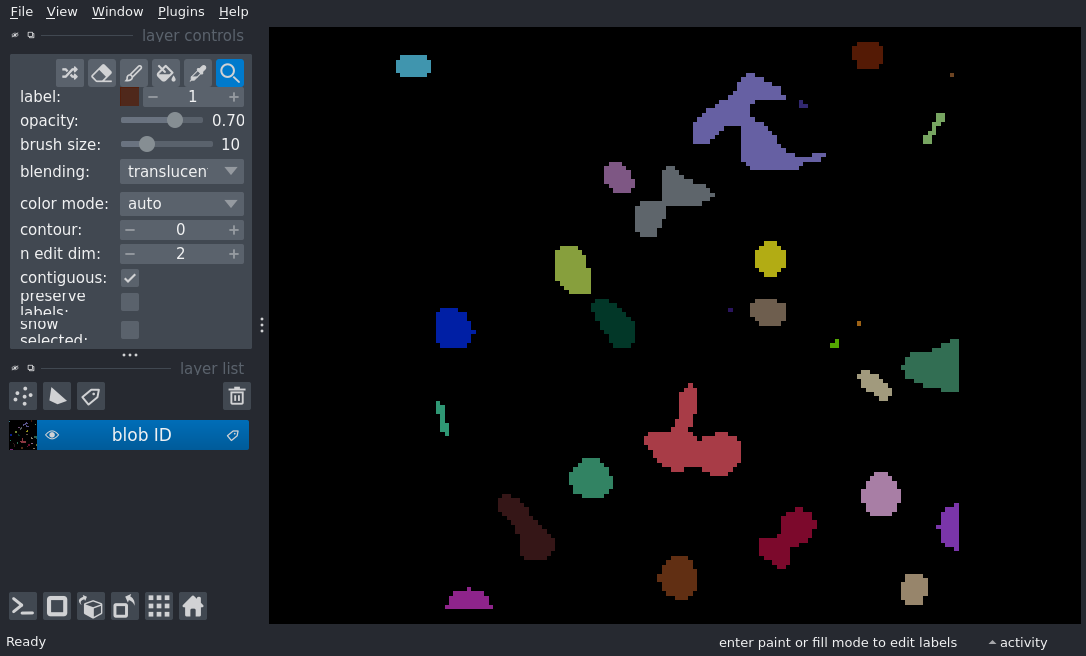 File View Window Plugins Help
layer controls
label: 1
opacity: 0.70
brush size: 10
blending: translucen
color mode: auto
contour: 0
n edit dim: 2
contiguous:
preserve
labels:
show
selected:
layer list
blob ID
Ready
enter paint or fill mode to edit labels
activity